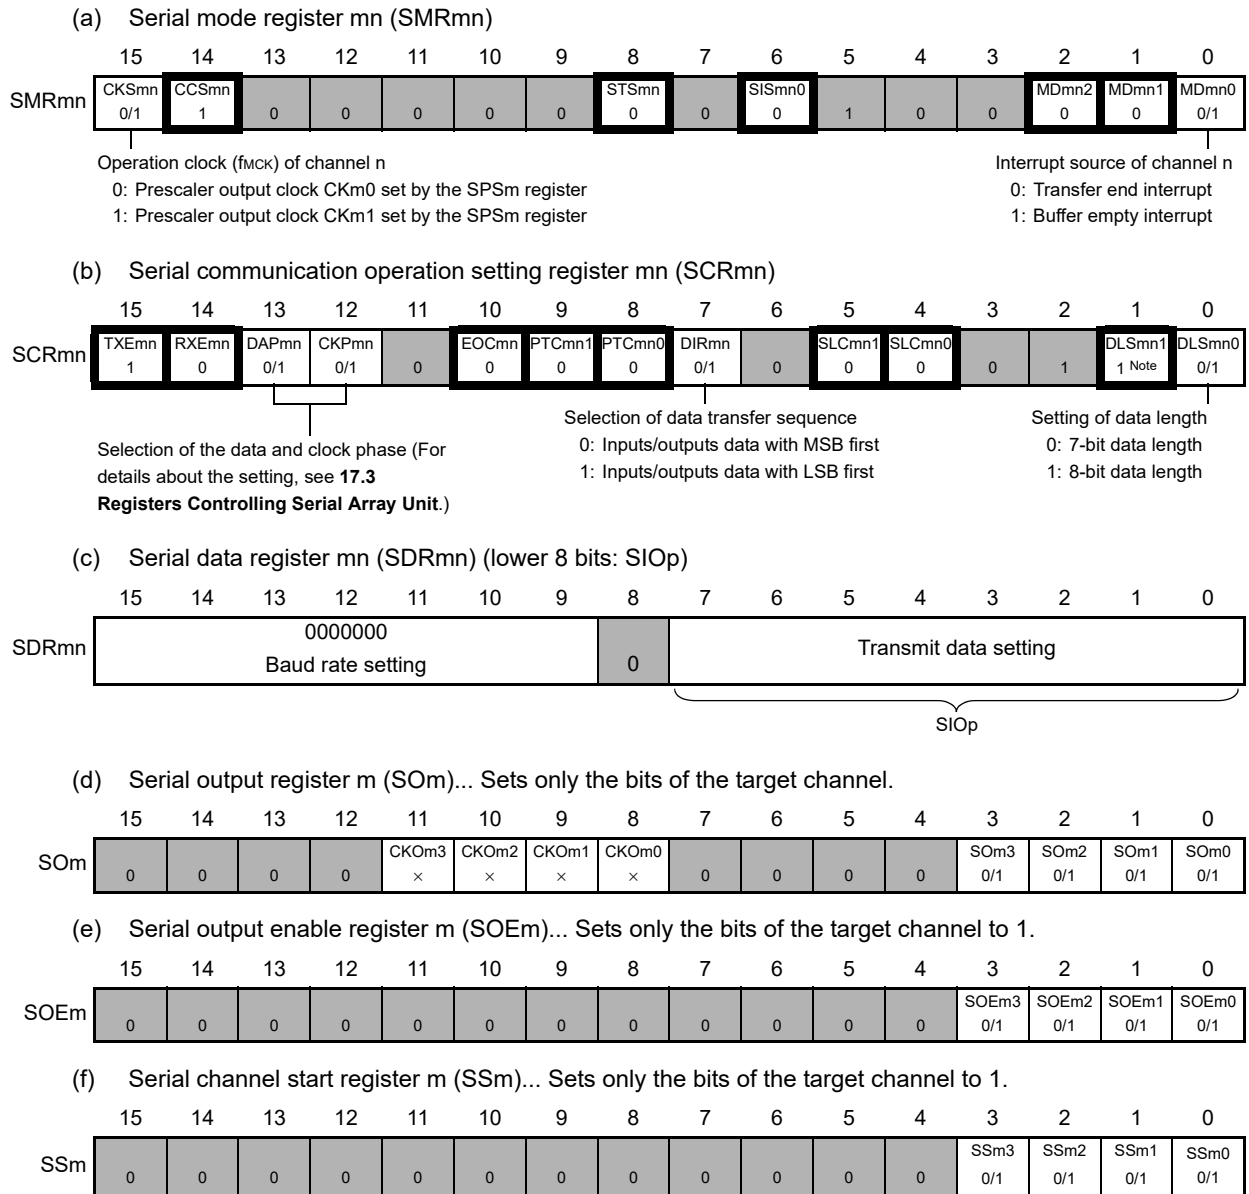 (a) Serial mode register mn (SMRmn)
15 14 13 12 11 10 9 8 7 6 5 4 3 2 1 0
SMRmn CKSmn CCSmn STSmn SISmn0 MDmn2 MDmn1 MDmn0
0/1 1 0 0 0 0 0 0 0 0 1 0 0 0 0 0/1
Operation clock (fMCK) of channel n
0: Prescaler output clock CKm0 set by the SPSm register
1: Prescaler output clock CKm1 set by the SPSm register
Interrupt source of channel n
0: Transfer end interrupt
1: Buffer empty interrupt
(b) Serial communication operation setting register mn (SCRmn)
15 14 13 12 11 10 9 8 7 6 5 4 3 2 1 0
SCRmn TXEmn RXEmn DAPmn CKPmn EOCmn PTCmn1 PTCmn0 DIRmn SLCmn1 SLCmn0 DLSmn1 DLSmn0
1 0 0/1 0/1 0 0 0 0 0/1 0 0 0 0 1 1 Note 0/1
Selection of the data and clock phase (For
details about the setting, see 17.3
Registers Controlling Serial Array Unit.)
Selection of data transfer sequence
0: Inputs/outputs data with MSB first
1: Inputs/outputs data with LSB first
Setting of data length
0: 7-bit data length
1: 8-bit data length
(c) Serial data register mn (SDRmn) (lower 8 bits: SIOp)
15 14 13 12 11 10 9 8 7 6 5 4 3 2 1 0
SDRmn
0000000
Baud rate setting
0
Transmit data setting
SIOp
(d) Serial output register m (SOm)... Sets only the bits of the target channel.
15 14 13 12 11 10 9 8 7 6 5 4 3 2 1 0
SOm CKOm3 CKOm2 CKOm1 CKOm0 SOm3 SOm2 SOm1 SOm0
0 0 0 0 × × × × 0 0 0 0 0/1 0/1 0/1 0/1
(e) Serial output enable register m (SOEm)... Sets only the bits of the target channel to 1.
15 14 13 12 11 10 9 8 7 6 5 4 3 2 1 0
SOEm SOEm3 SOEm2 SOEm1 SOEm0
0 0 0 0 0 0 0 0 0 0 0 0 0/1 0/1 0/1 0/1
(f) Serial channel start register m (SSm)... Sets only the bits of the target channel to 1.
15 14 13 12 11 10 9 8 7 6 5 4 3 2 1 0
SSm SSm3 SSm2 SSm1 SSm0
0 0 0 0 0 0 0 0 0 0 0 0 0/1 0/1 0/1 0/1